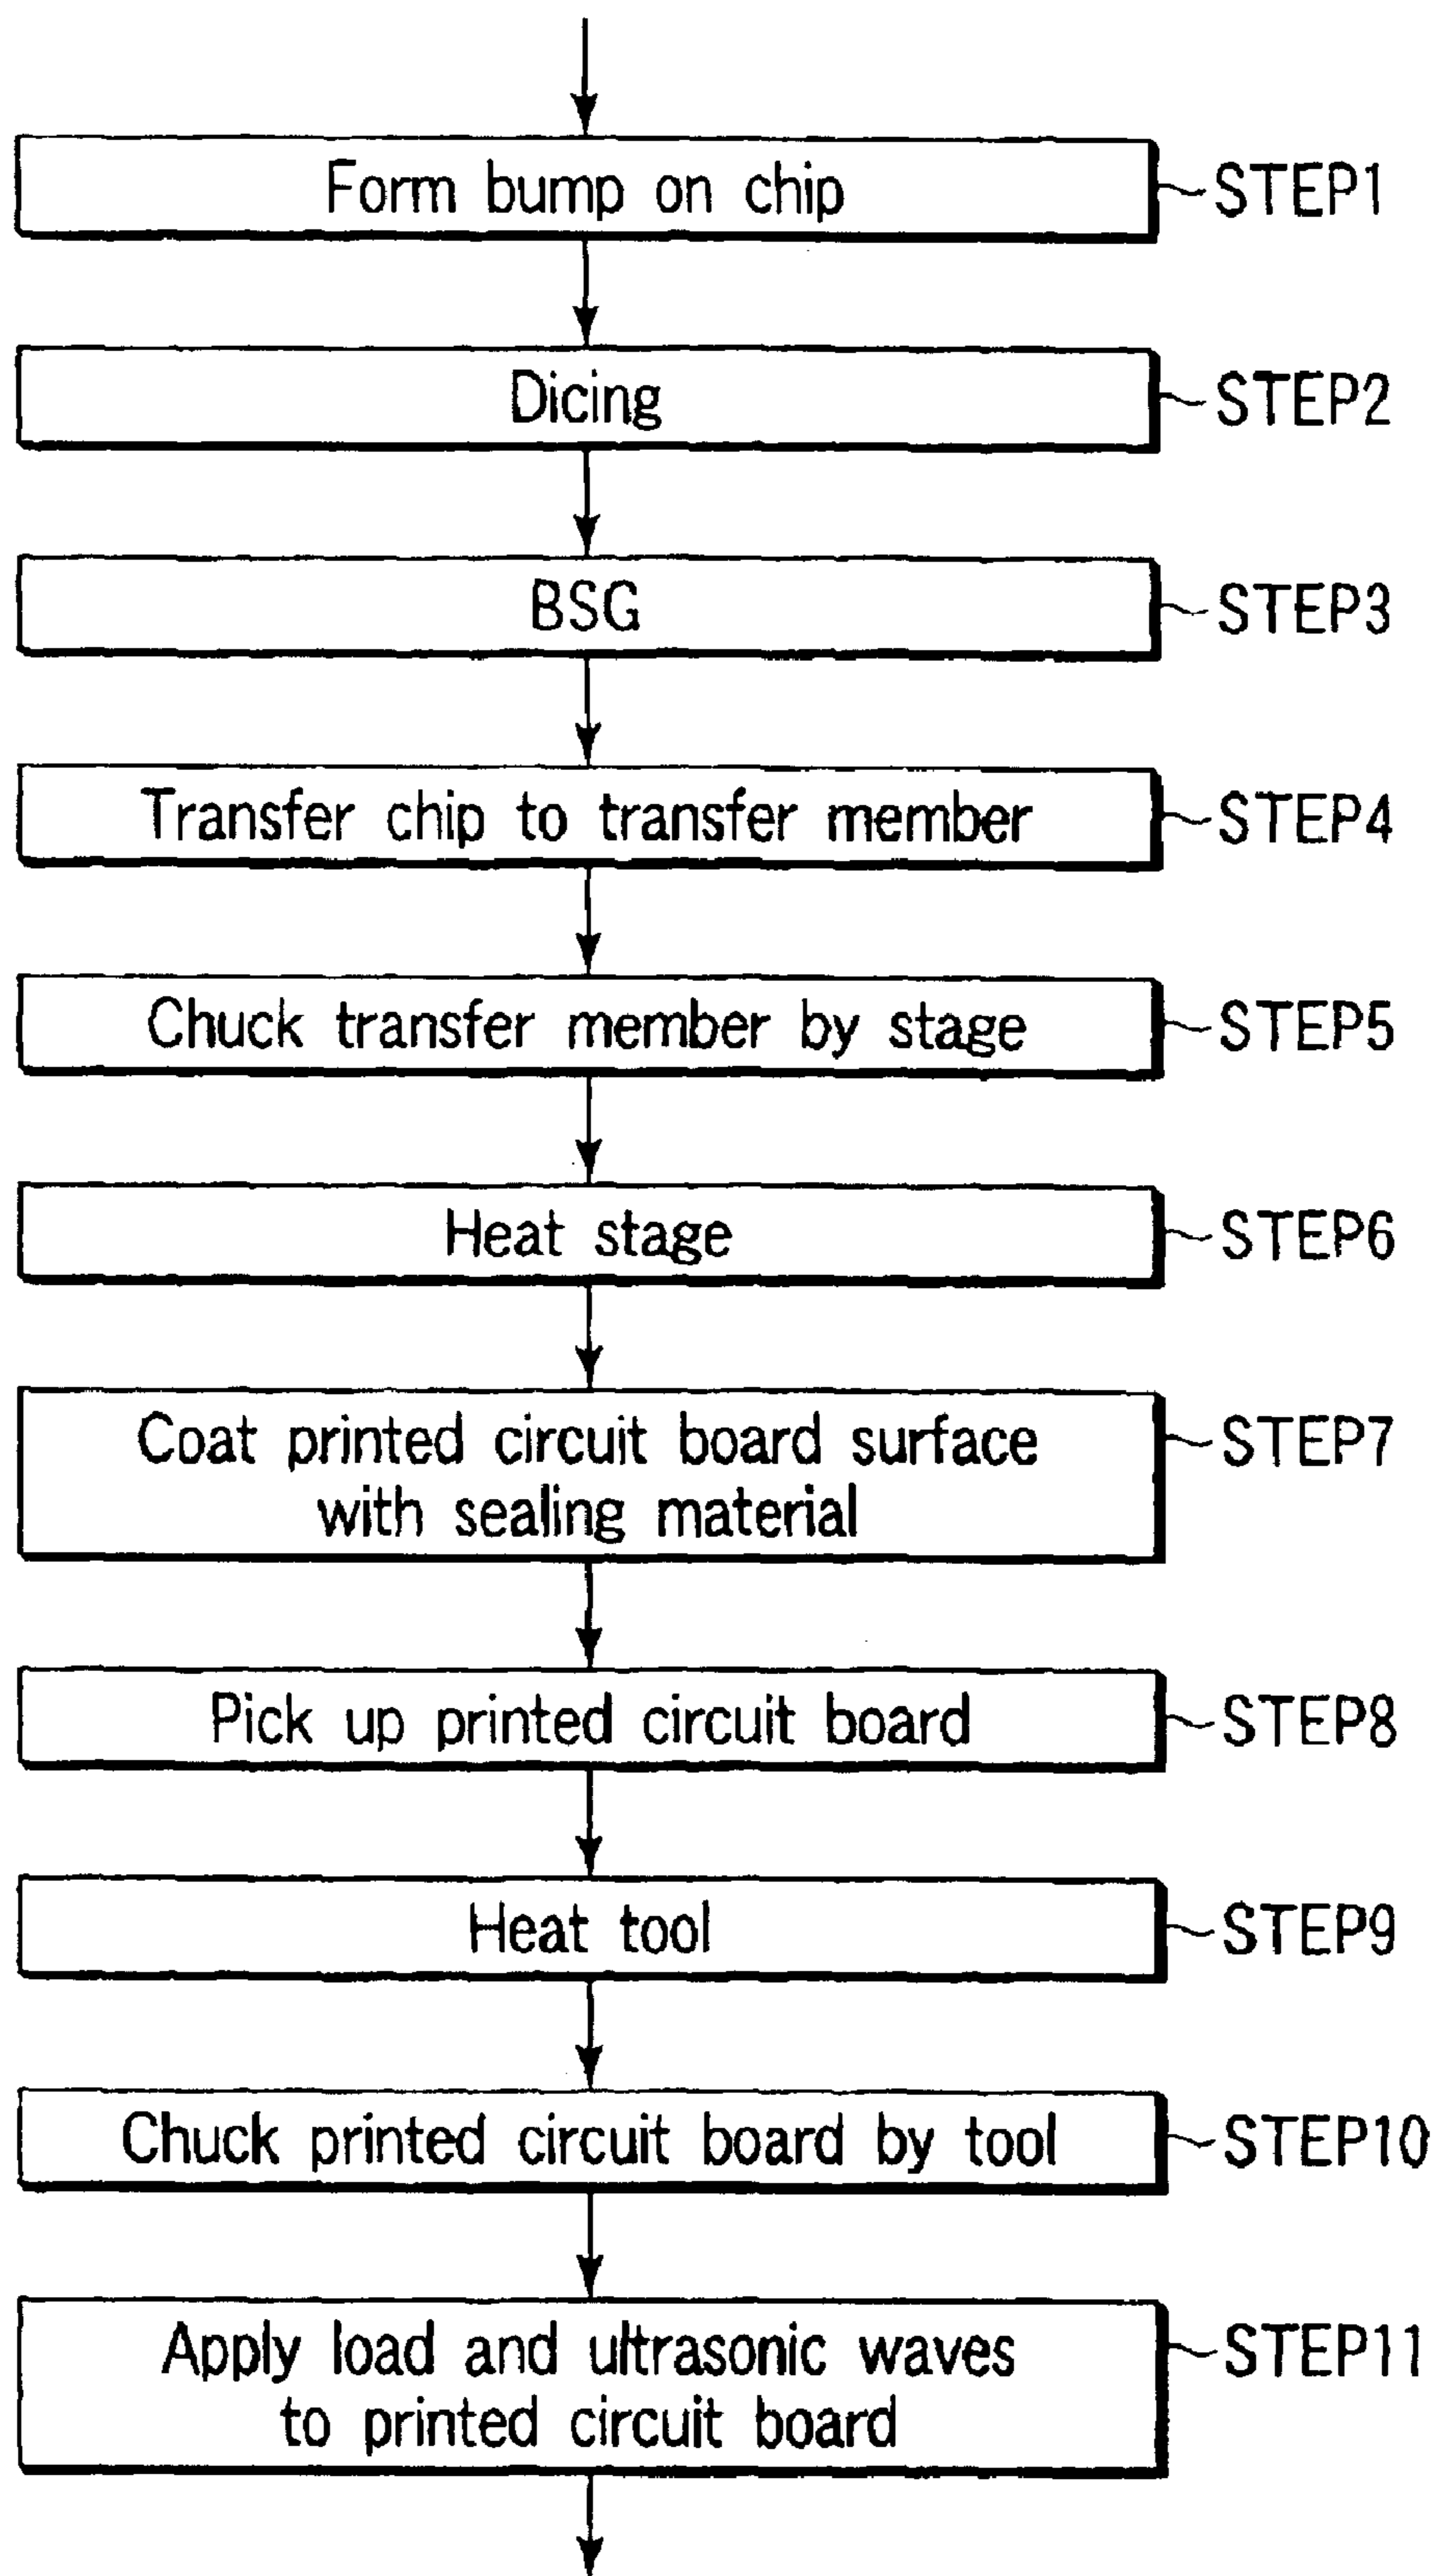 Form bump on chip
STEP1
Dicing
STEP2
BSG
STEP3
Transfer chip to transfer member
STEP4
Chuck transfer member by stage
STEP5
Heat stage
STEP6
Coat printed circuit board surface
with sealing material
STEP7
Pick up printed circuit board
STEP8
Heat tool
STEP9
Chuck printed circuit board by tool
STEP10
Apply load and ultrasonic waves
to printed circuit board
STEP11